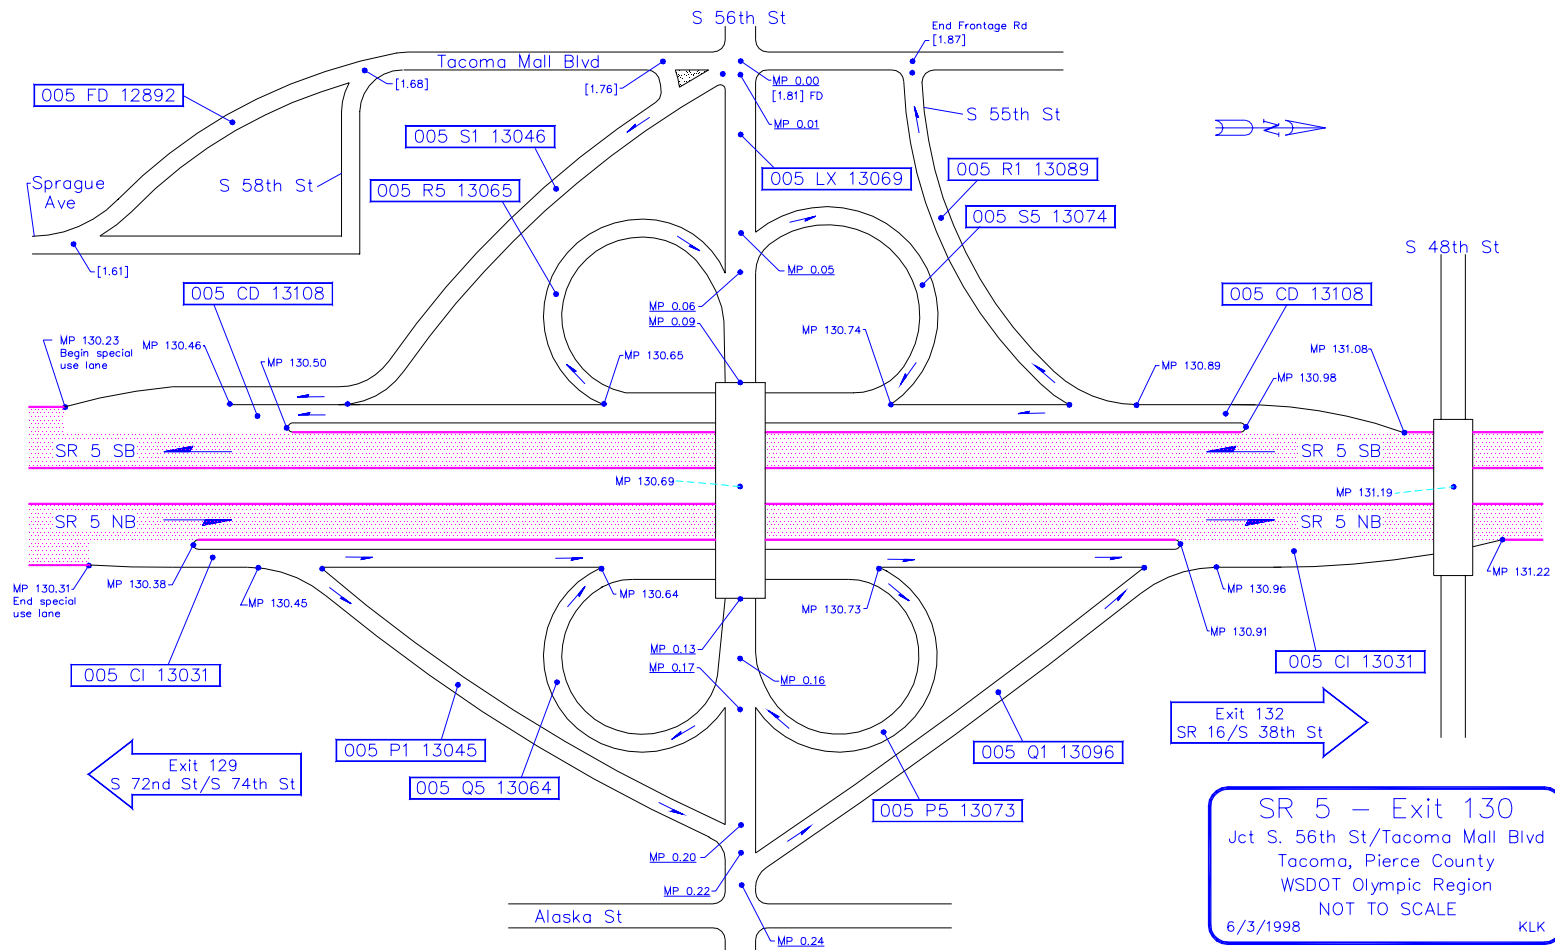 S 56th St
End Frontage Rd
[1.87]
Tacoma Mall Blvd
[1.68]
[1.76]
MP 0.00
[1.81] FD
MP 0.01
005 FD 12892
S 55th St
N
005 S1 13046
005 R5 13065
005 LX 13069
005 R1 13089
Sprague
Ave
S 58th St
005 S5 13074
S 48th St
[1.61]
MP 0.05
005 CD 13108
005 CD 13108
MP 0.06
MP 0.09
MP 130.23
Begin special
use lane
MP 130.46
MP 130.50
MP 130.65
MP 130.74
MP 130.89
MP 130.98
MP 131.08
SR 5 SB
SR 5 SB
MP 130.69
MP 131.19
SR 5 NB
SR 5 NB
MP 130.31
End special
use lane
MP 130.38
MP 130.45
MP 130.64
MP 130.73
MP 130.96
MP 131.22
MP 130.91
MP 0.13
MP 0.17
MP 0.16
005 CI 13031
005 CI 13031
Exit 132
SR 16/S 38th St
005 P1 13045
005 Q1 13096
Exit 129
S 72nd St/S 74th St
005 Q5 13064
005 P5 13073
MP 0.20
MP 0.22
Alaska St
MP 0.24
SR 5 – Exit 130
Jct S. 56th St/Tacoma Mall Blvd
Tacoma, Pierce County
WSDOT Olympic Region
NOT TO SCALE
6/3/1998
KLK